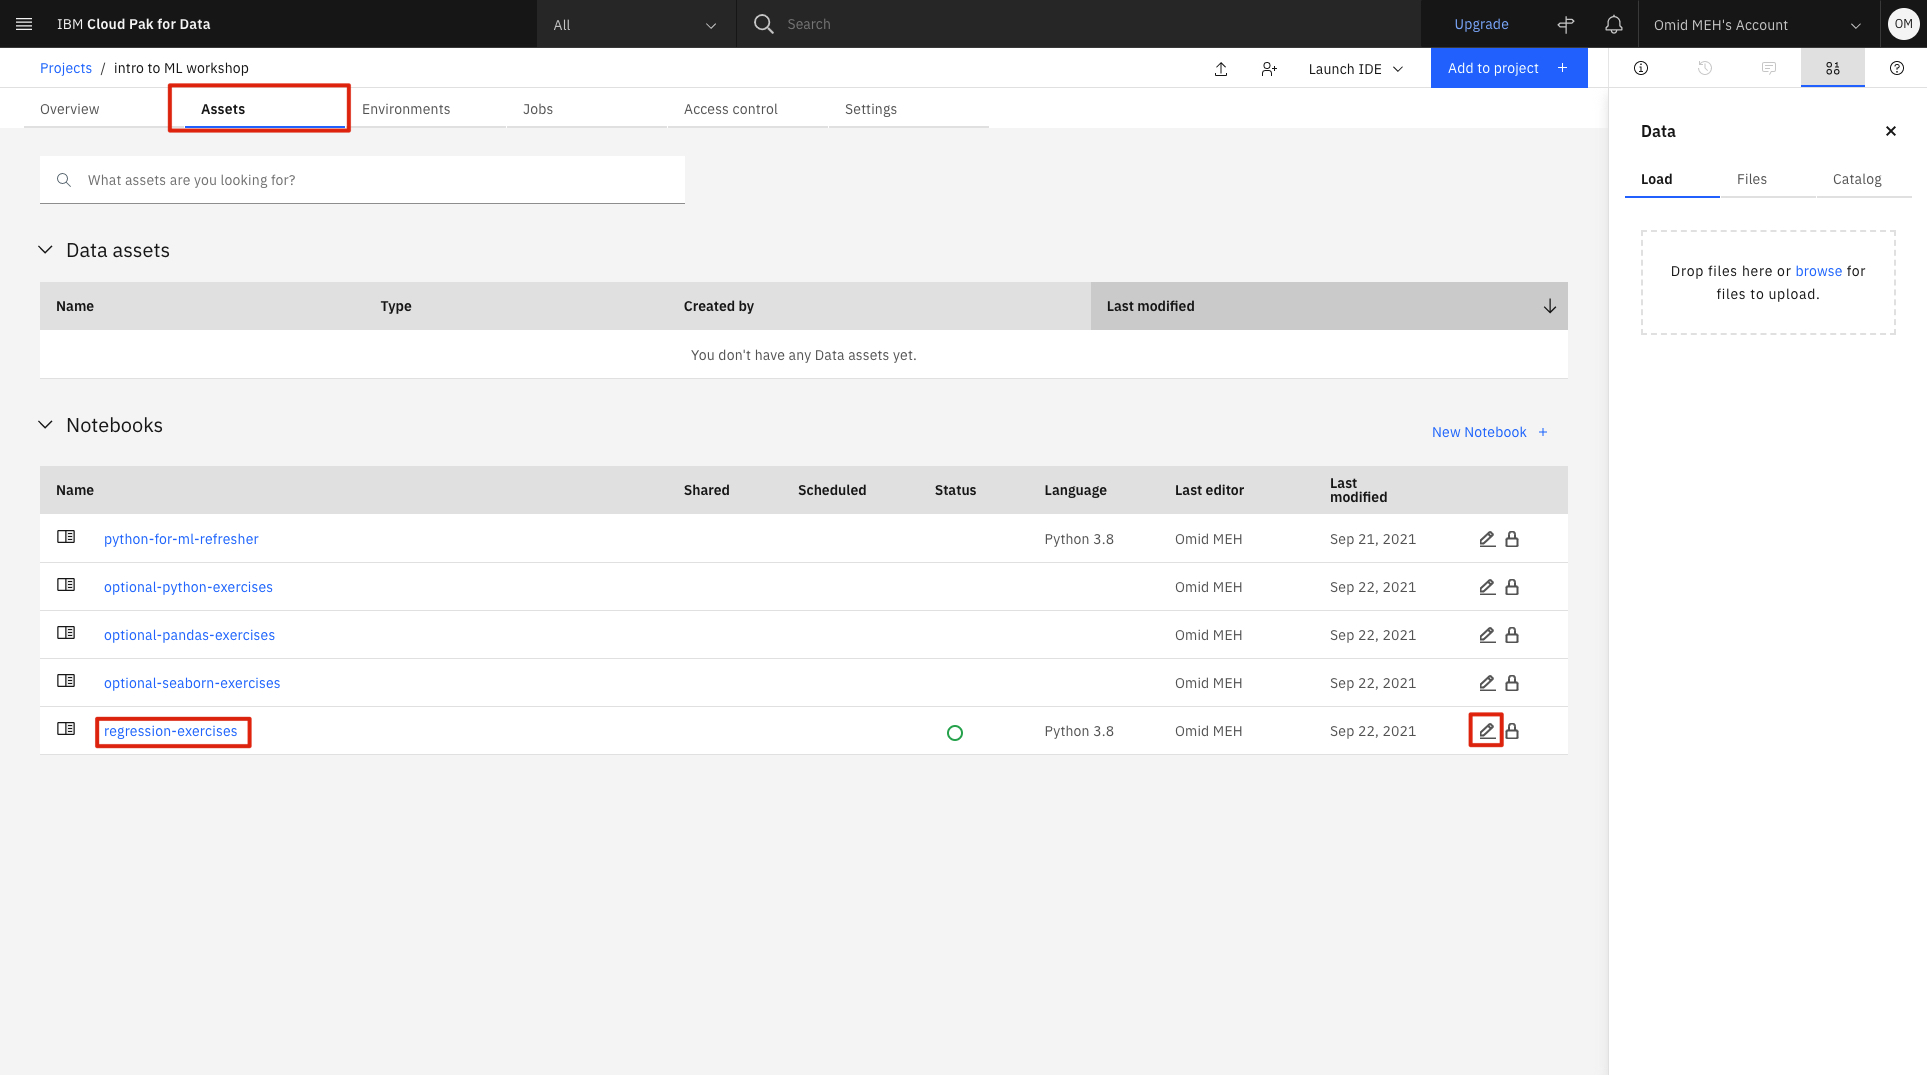 IBM Cloud Pak for Data
All
Search
Upgrade
Omid MEH's Account
OM
Projects / intro to ML workshop
Launch IDE
Add to project +
Overview
Assets
Environments
Jobs
Access control
Settings
What assets are you looking for?
Data assets
Name Type Created by Last modified
You don't have any Data assets yet.
Notebooks
New Notebook +
Name Shared Scheduled Status Language Last editor Last
modified
python-for-ml-refresher Python 3.8 Omid MEH Sep 21, 2021
optional-python-exercises Omid MEH Sep 22, 2021
optional-pandas-exercises Omid MEH Sep 22, 2021
optional-seaborn-exercises Omid MEH Sep 22, 2021
regression-exercises Python 3.8 Omid MEH Sep 22, 2021
Data
Load
Files
Catalog
Drop files here or browse for
files to upload.